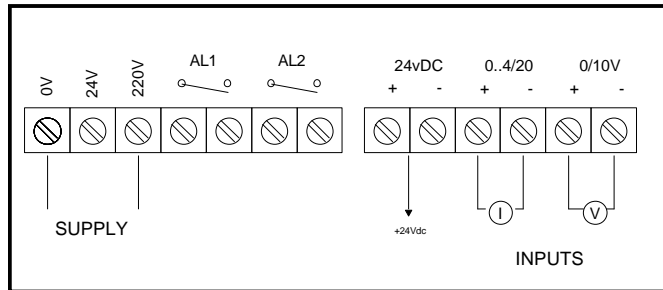 0V 24V 220V AL1 AL2
24vDC 0..4/20 0/10V
+ - + - + -
I V
SUPPLY
+24Vdc
INPUTS